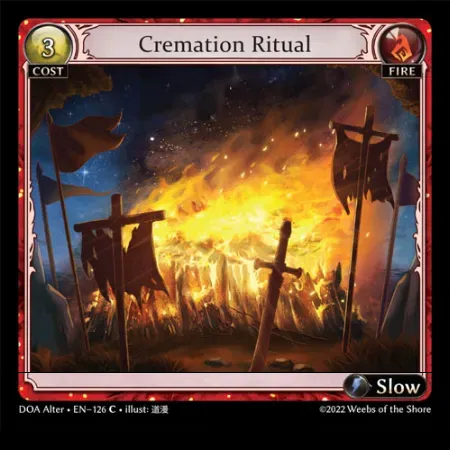 3
Cremation Ritual
COST
FIRE
Slow
DOA Alter • EN-126 C • illust: 道漫
©2022 Weebs of the Shore